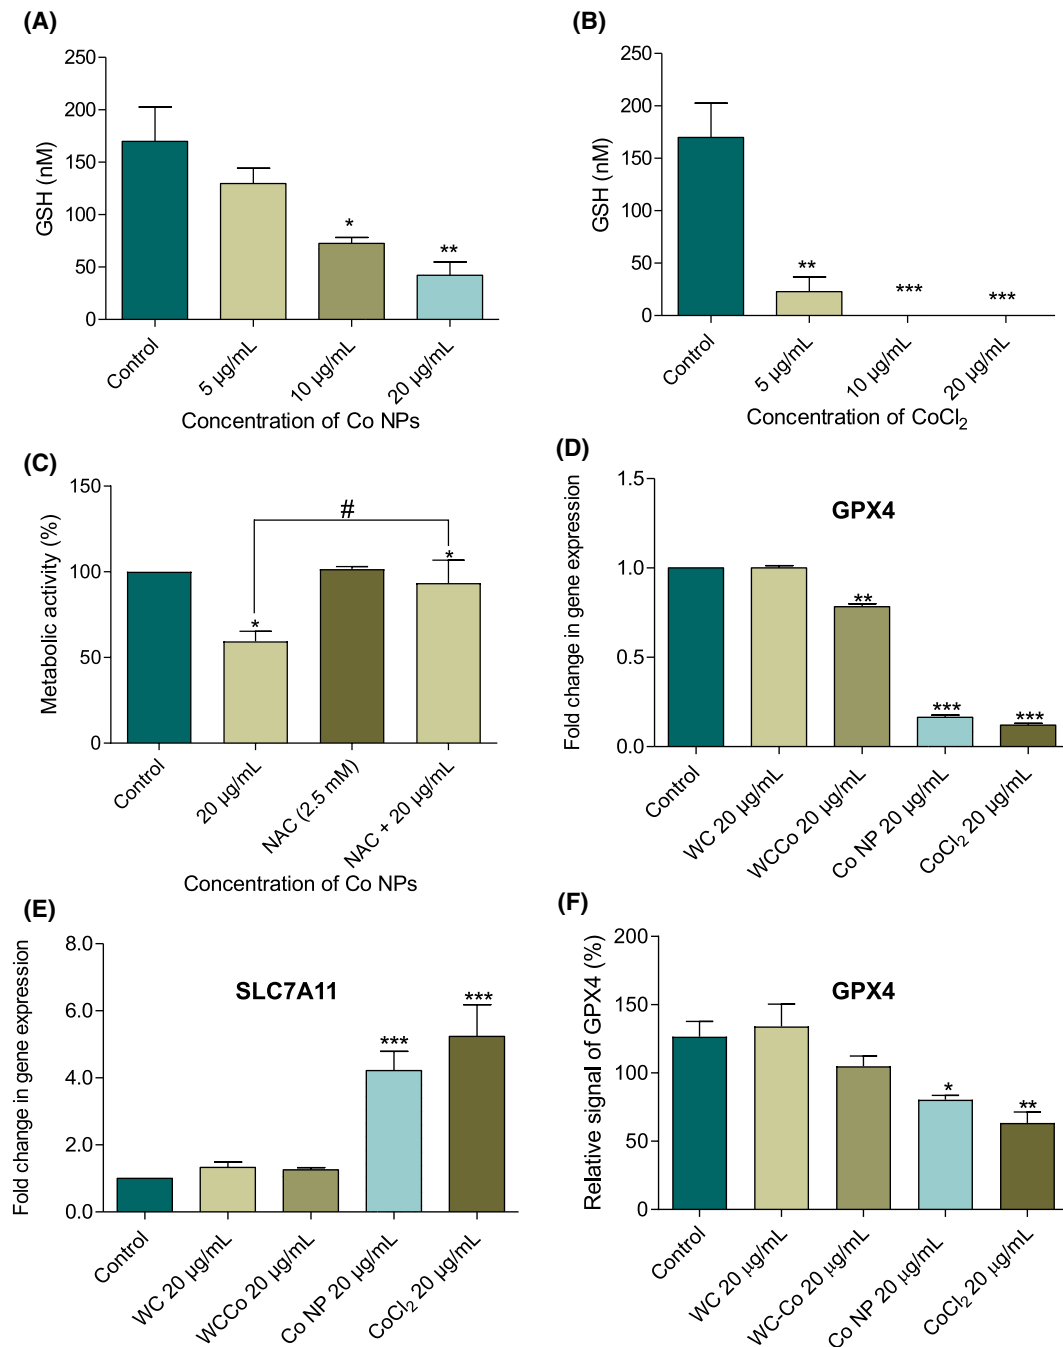 (A)
250
200
150
100
50
0
GSH (nM)
*
**
Control
5 µg/mL
10 µg/mL
20 µg/mL
Concentration of Co NPs
(B)
250
200
150
100
50
0
GSH (nM)
**
***
***
Control
5 µg/mL
10 µg/mL
20 µg/mL
Concentration of CoCl₂
(C)
150
100
50
0
Metabolic activity (%)
#
*
*
Control
20 µg/mL
NAC (2.5 mM)
NAC + 20 µg/mL
Concentration of Co NPs
(D)
GPX4
1.5
1.0
0.5
0.0
Fold change in gene expression
**
***
***
Control
WC 20 µg/mL
WCCo 20 µg/mL
Co NP 20 µg/mL
CoCl₂ 20 µg/mL
(E)
SLC7A11
8.0
6.0
4.0
2.0
0.0
Fold change in gene expression
***
***
Control
WC 20 µg/mL
WCCo 20 µg/mL
Co NP 20 µg/mL
CoCl₂ 20 µg/mL
(F)
GPX4
200
150
100
50
0
Relative signal of GPX4 (%)
*
**
Control
WC 20 µg/mL
WC-Co 20 µg/mL
Co NP 20 µg/mL
CoCl₂ 20 µg/mL